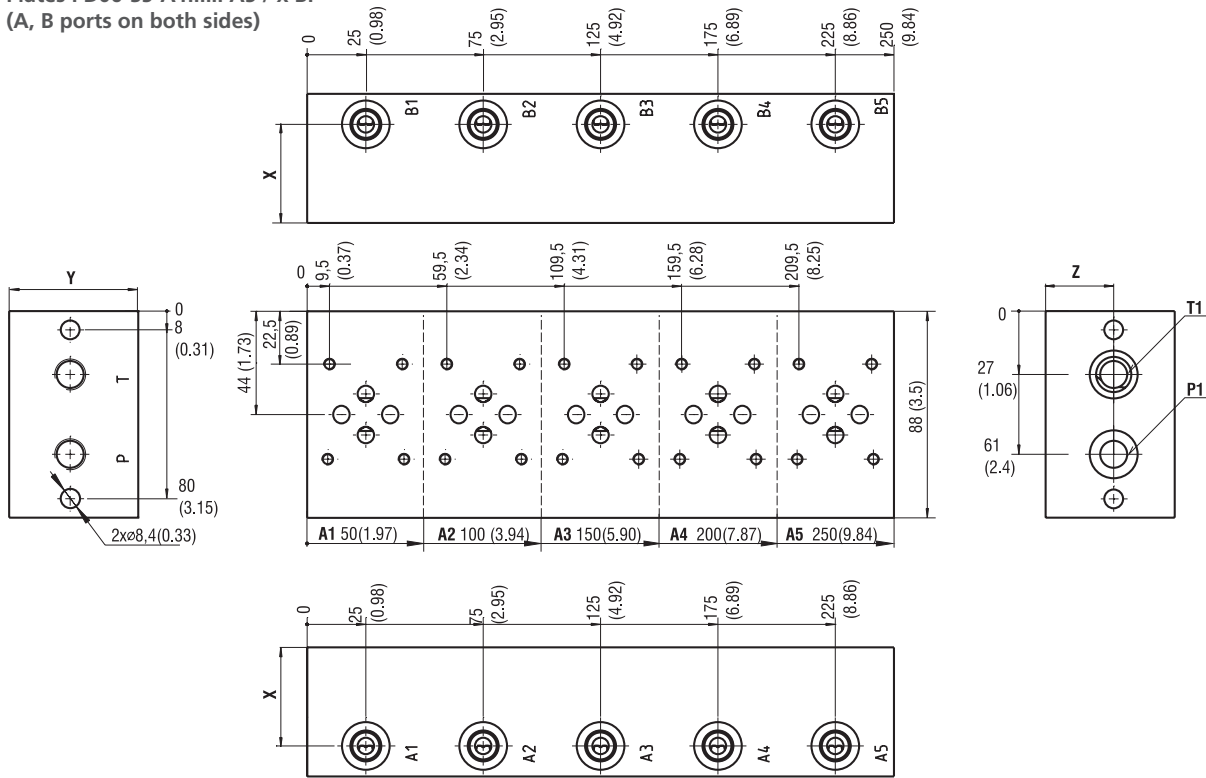 (A, B ports on both sides)
0
25
(0.98)
75
(2.95)
125
(4.92)
175
(6.89)
225
(8.86)
250
(9.84)
B1
B2
B3
B4
B5
X
0
9,5
(0.37)
59,5
(2.34)
109,5
(4.31)
159,5
(6.28)
209,5
(8.25)
Y
0
8
(0.31)
T
P
80
(3.15)
2xø8,4(0.33)
44 (1.73)
22,5
(0.89)
88 (3.5)
A1 50(1.97)
A2 100 (3.94)
A3 150(5.90)
A4 200(7.87)
A5 250(9.84)
Z
0
T1
27
(1.06)
P1
61
(2.4)
0
25
(0.98)
75
(2.95)
125
(4.92)
175
(6.89)
225
(8.86)
X
A1
A2
A3
A4
A5